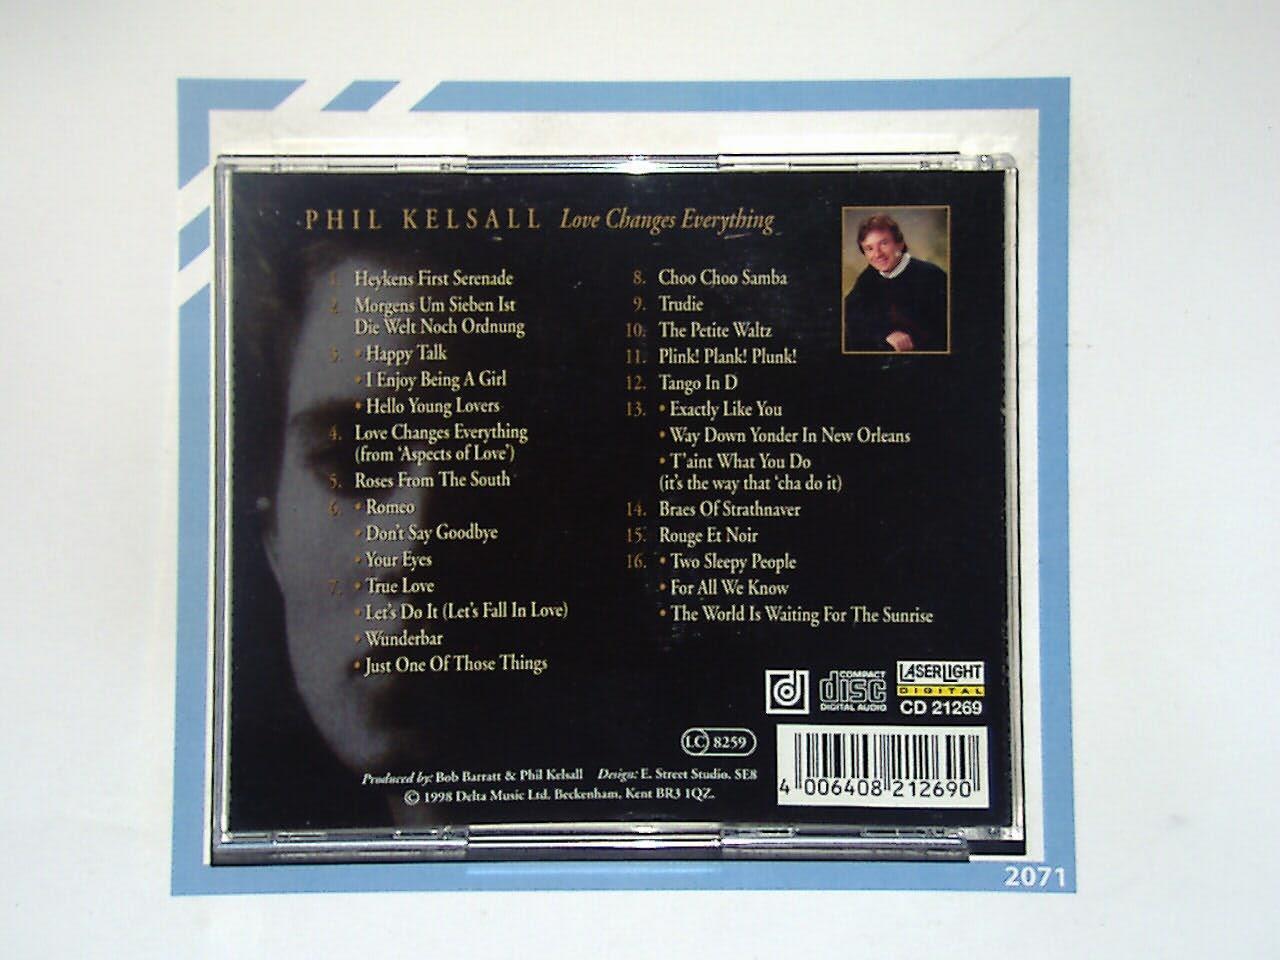 PHIL KELSALL Love Changes Everything
1. Heykens First Serenade
2. Morgens Um Sieben Ist
Die Welt Noch Ordnung
3. • Happy Talk
• I Enjoy Being A Girl
• Hello Young Lovers
4. Love Changes Everything
(from 'Aspects of Love')
5. Roses From The South
6. • Romeo
• Don't Say Goodbye
• Your Eyes
7. • True Love
• Let's Do It (Let's Fall In Love)
• Wunderbar
• Just One Of Those Things
8. Choo Choo Samba
9. Trudie
10. The Petite Waltz
11. Plink! Plank! Plunk!
12. Tango In D
13. • Exactly Like You
• Way Down Yonder In New Orleans
• T'aint What You Do
(it's the way that 'cha do it)
14. Braes Of Strathnaver
15. Rouge Et Noir
16. • Two Sleepy People
• For All We Know
• The World Is Waiting For The Sunrise
d
COMPACT
disc
DIGITAL AUDIO
LASERLIGHT
DIGITAL
CD 21269
LC 8259
Produced by: Bob Barratt & Phil Kelsall Design: E. Street Studio. SE8
© 1998 Delta Music Ltd. Beckenham, Kent BR3 1QZ.
4 006408 212690
2071